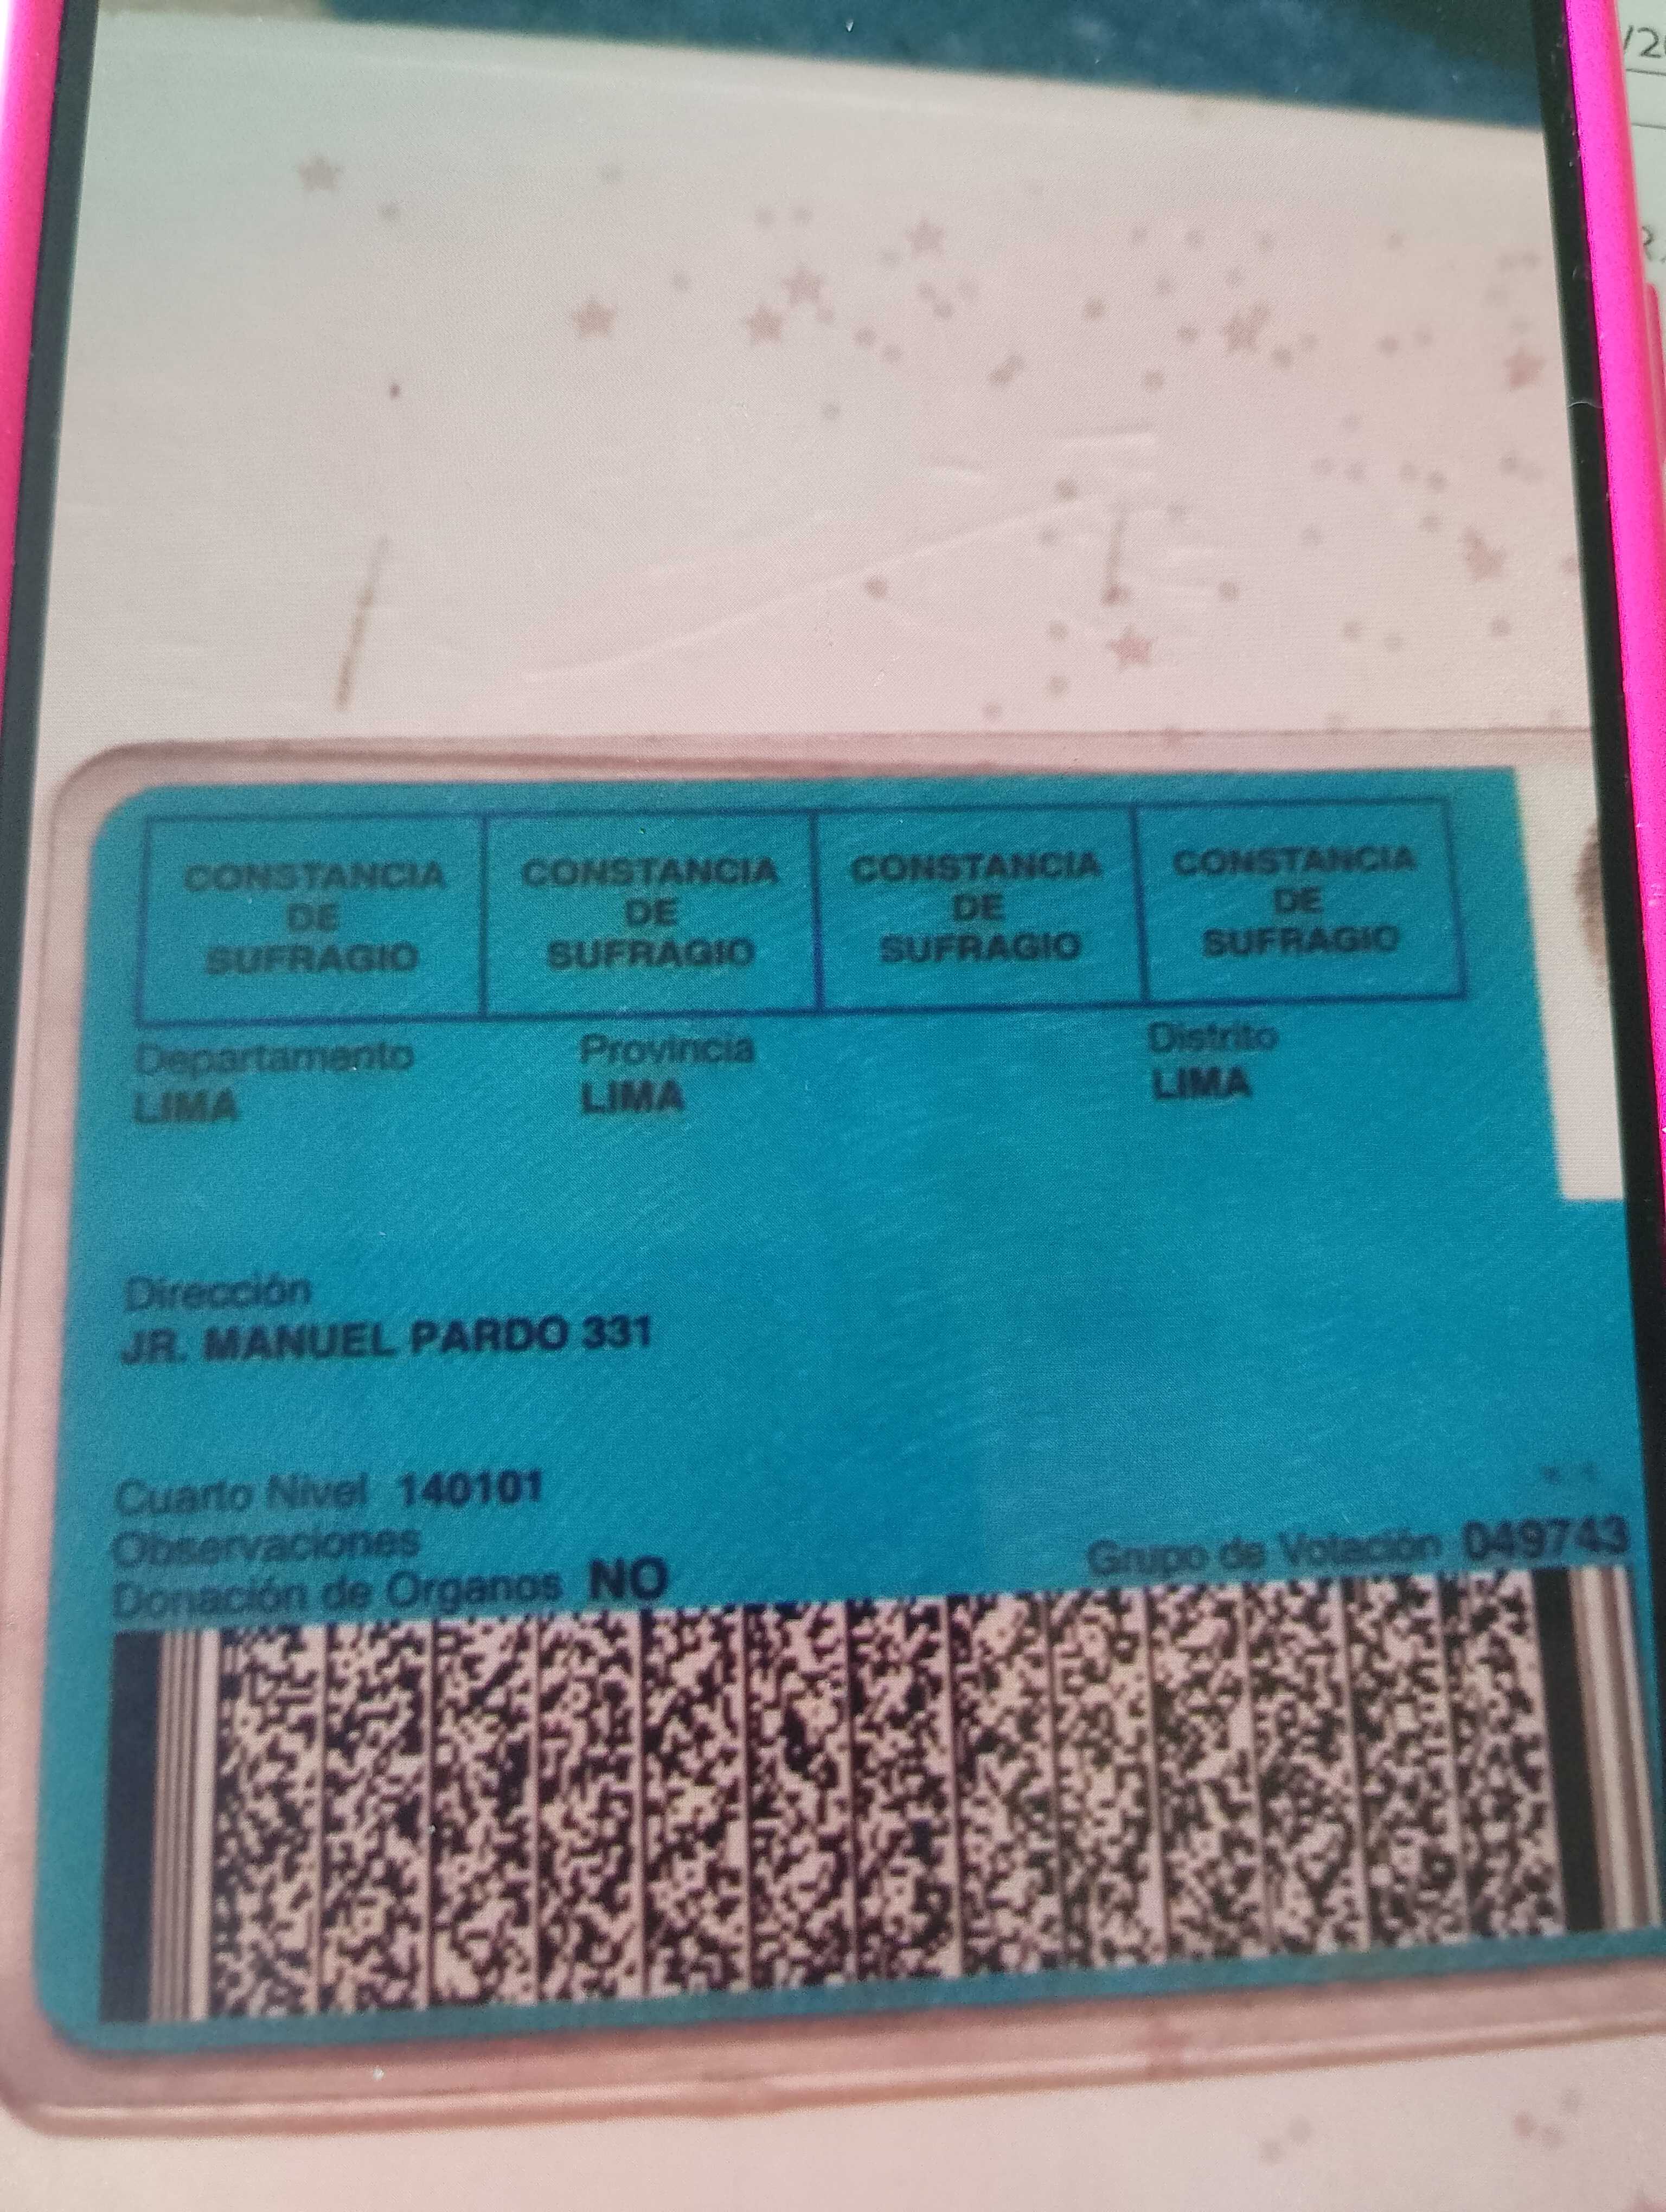 /20
CONSTANCIA DE SUFRAGIO
CONSTANCIA DE SUFRAGIO
CONSTANCIA DE SUFRAGIO
CONSTANCIA DE SUFRAGIO
Departamento Provincia Distrito
LIMA LIMA LIMA
Dirección
JR. MANUEL PARDO 331
Cuarto Nivel 140101
Observaciones
Grupo de Votación 049743
Donación de Organos NO